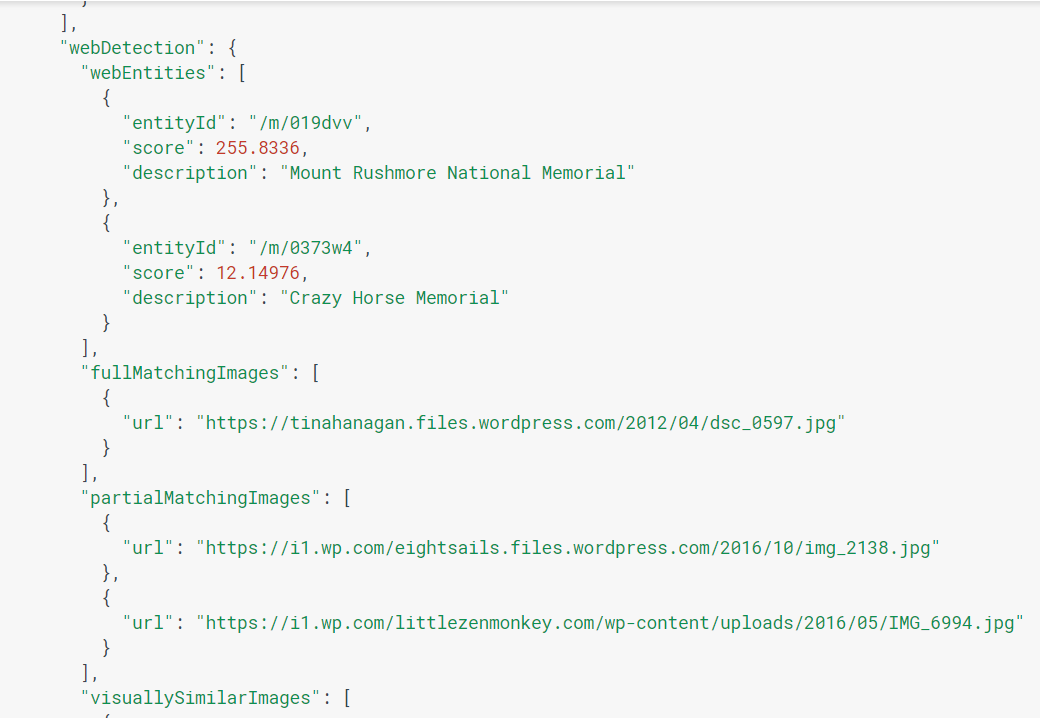 ],
"webDetection": {
"webEntities": [
{
"entityId": "/m/019dvv",
"score": 255.8336,
"description": "Mount Rushmore National Memorial"
},
{
"entityId": "/m/0373w4",
"score": 12.14976,
"description": "Crazy Horse Memorial"
}
],
"fullMatchingImages": [
{
"url": "https://tinahanagan.files.wordpress.com/2012/04/dsc_0597.jpg"
}
],
"partialMatchingImages": [
{
"url": "https://i1.wp.com/eightsails.files.wordpress.com/2016/10/img_2138.jpg"
},
{
"url": "https://i1.wp.com/littlezenmonkey.com/wp-content/uploads/2016/05/IMG_6994.jpg"
}
],
"visuallySimilarImages": [